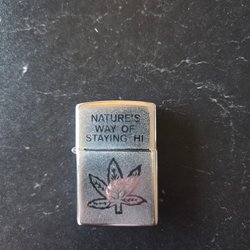 NATURE'S
WAY OF
STAYING HI